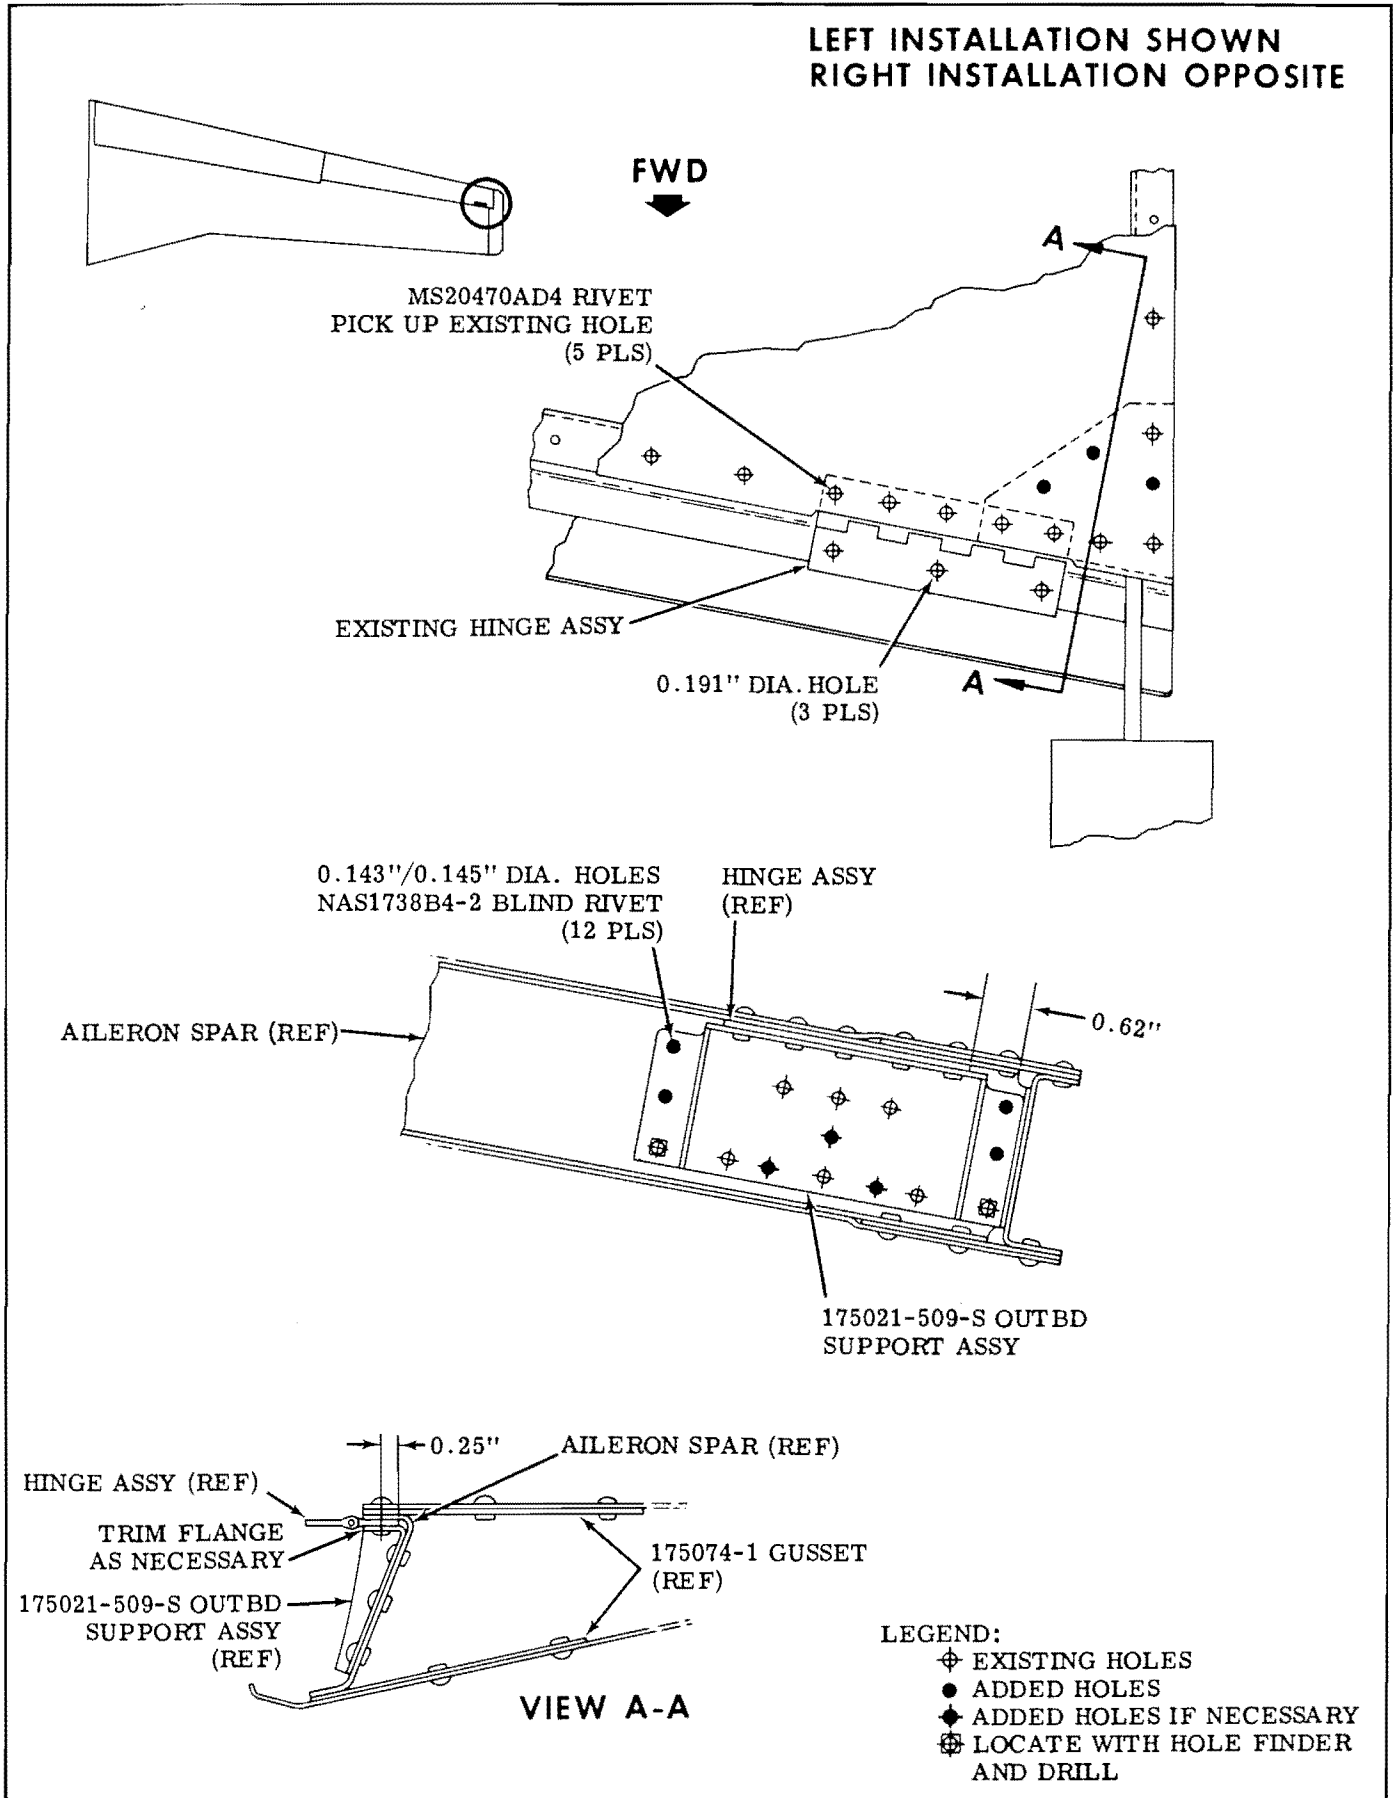 LEFT INSTALLATION SHOWN
RIGHT INSTALLATION OPPOSITE
FWD
A
MS20470AD4 RIVET
PICK UP EXISTING HOLE
(5 PLS)
EXISTING HINGE ASSY
0.191" DIA. HOLE
(3 PLS)
A
0.143"/0.145" DIA. HOLES
NAS1738B4-2 BLIND RIVET
(12 PLS)
HINGE ASSY
(REF)
AILERON SPAR (REF)
0.62"
175021-509-S OUTBD
SUPPORT ASSY
0.25"
AILERON SPAR (REF)
HINGE ASSY (REF)
TRIM FLANGE
AS NECESSARY
175074-1 GUSSET
(REF)
175021-509-S OUTBD
SUPPORT ASSY
(REF)
VIEW A-A
LEGEND:
EXISTING HOLES
ADDED HOLES
ADDED HOLES IF NECESSARY
LOCATE WITH HOLE FINDER
AND DRILL